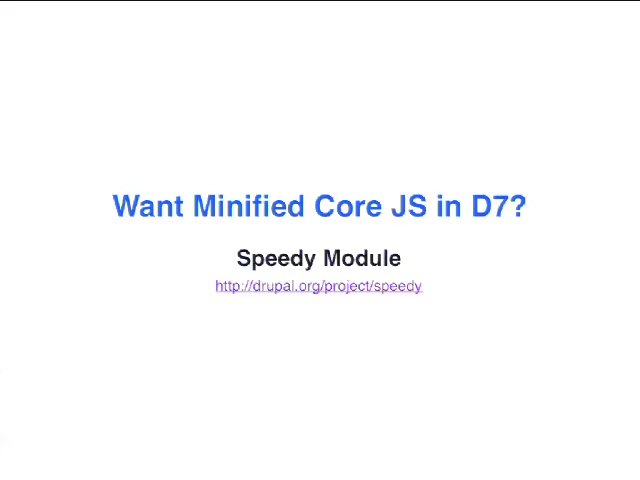 Want Minified Core JS in D7?
Speedy Module
http://drupal.org/project/speedy